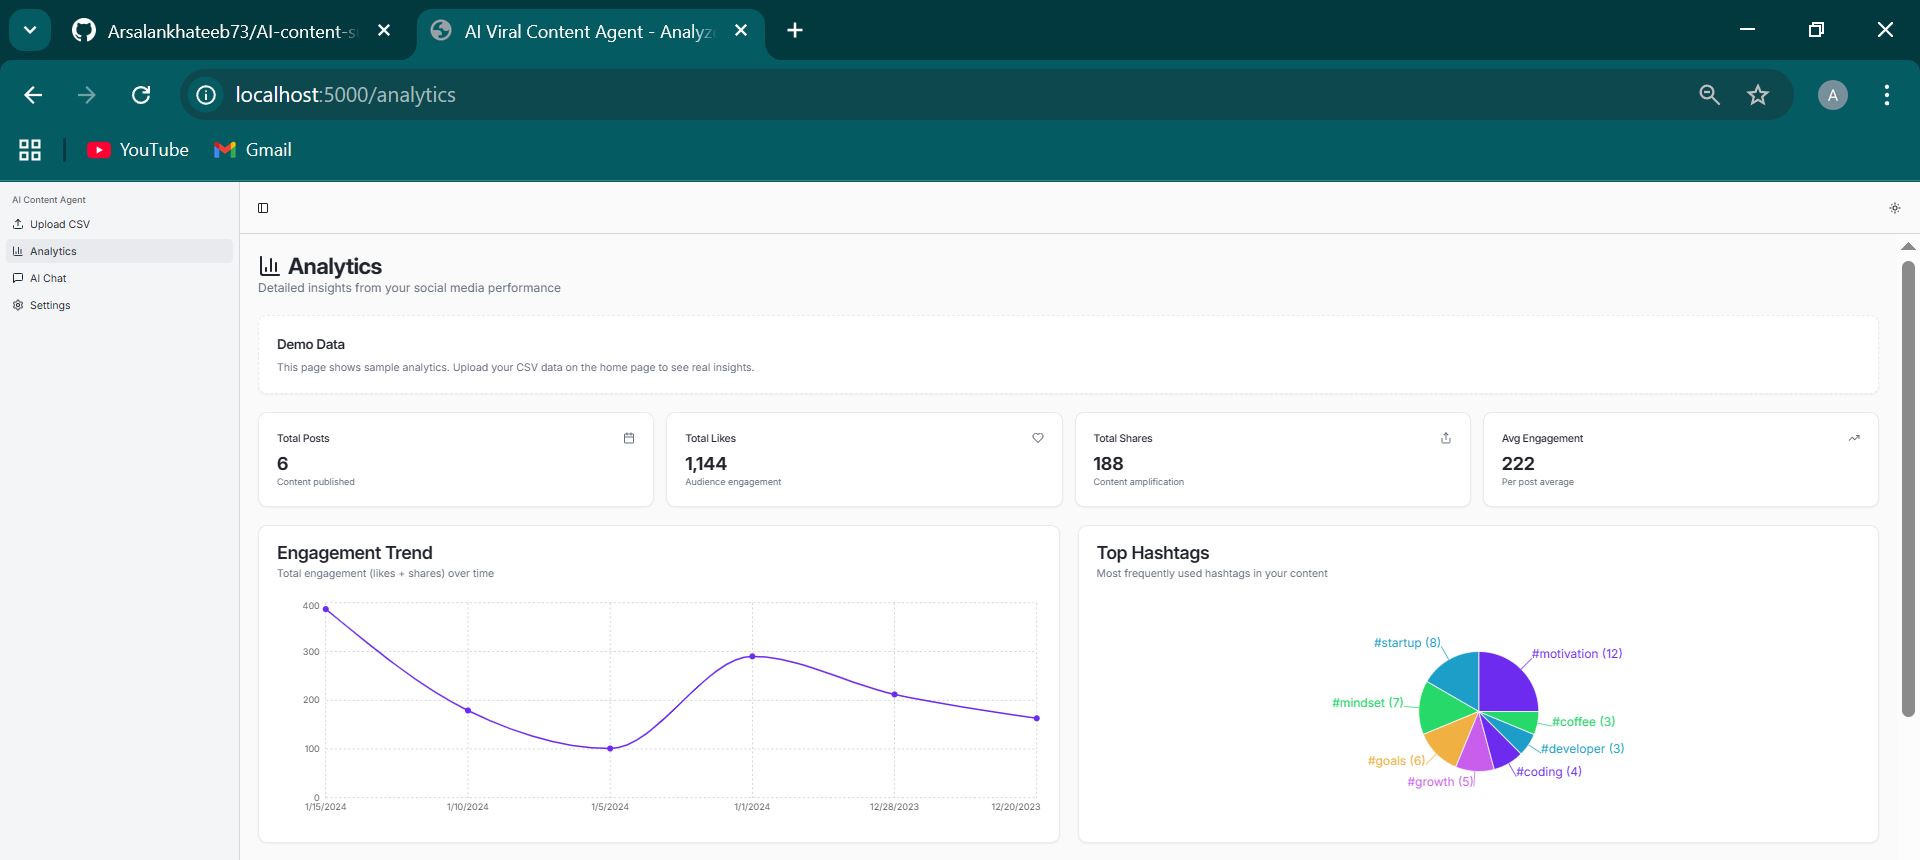 Arsalankhateeb73/AI-content-s
AI Viral Content Agent - Analyz
localhost:5000/analytics
A
YouTube
Gmail
AI Content Agent
Upload CSV
Analytics
AI Chat
Settings
Analytics
Detailed insights from your social media performance
Demo Data
This page shows sample analytics. Upload your CSV data on the home page to see real insights.
Total Posts
6
Content published
Total Likes
1,144
Audience engagement
Total Shares
188
Content amplification
Avg Engagement
222
Per post average
Engagement Trend
Total engagement (likes + shares) over time
400
300
200
100
0
1/15/2024
1/10/2024
1/5/2024
1/1/2024
12/28/2023
12/20/2023
Top Hashtags
Most frequently used hashtags in your content
#startup (8)
#motivation (12)
#mindset (7)
#coffee (3)
#developer (3)
#goals (6)
#coding (4)
#growth (5)